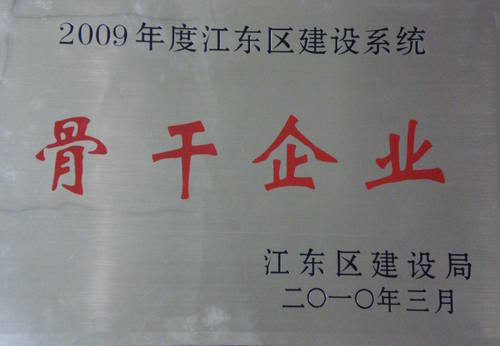 2009年度江东区建设系统
骨干企业
江东区建设局
二〇一〇年三月